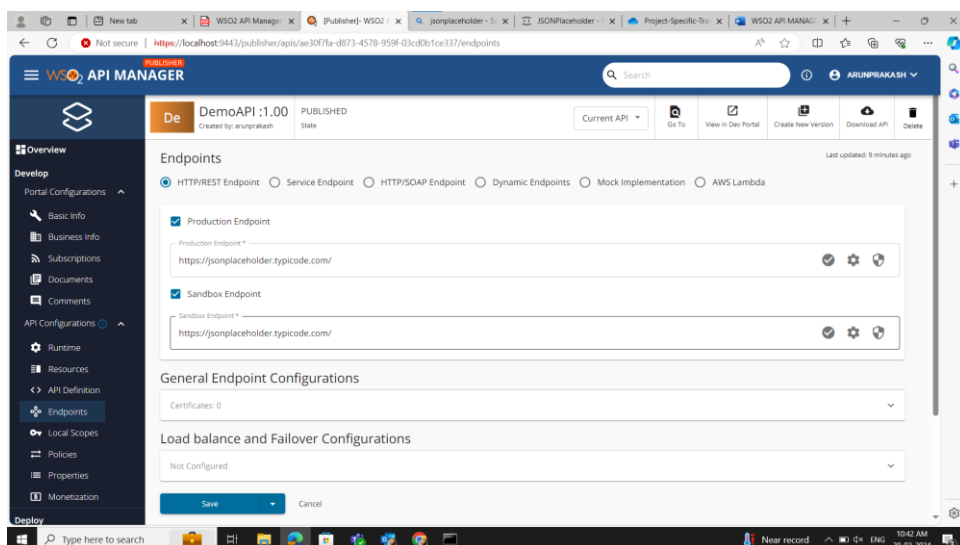 New tab
WSO2 API Manager
[Publisher]- WSO2 A
jsonplaceholder - Se
JSONPlaceholder -
Project-Specific-Trai
WSO2 API MANAGE
Not secure https://localhost:9443/publisher/apis/ae30f7fa-d873-4578-959f-03cd0b1ce337/endpoints
PUBLISHER
WSO2 API MANAGER
Search
ARUNPRAKASH
De
DemoAPI :1.00
Created by: arunprakash
PUBLISHED
State
Current API
Go To
View in Dev Portal
Create New Version
Download API
Delete
Overview
Develop
Portal Configurations
Basic Info
Business Info
Subscriptions
Documents
Comments
API Configurations
Runtime
Resources
API Definition
Endpoints
Local Scopes
Policies
Properties
Monetization
Deploy
Endpoints
Last updated: 9 minutes ago
HTTP/REST Endpoint Service Endpoint HTTP/SOAP Endpoint Dynamic Endpoints Mock Implementation AWS Lambda
Production Endpoint
Production Endpoint *
https://jsonplaceholder.typicode.com/
Sandbox Endpoint
Sandbox Endpoint *
https://jsonplaceholder.typicode.com/
General Endpoint Configurations
Certificates: 0
Load balance and Failover Configurations
Not Configured
Save
Cancel
Type here to search
Near record
ENG
10:42 AM